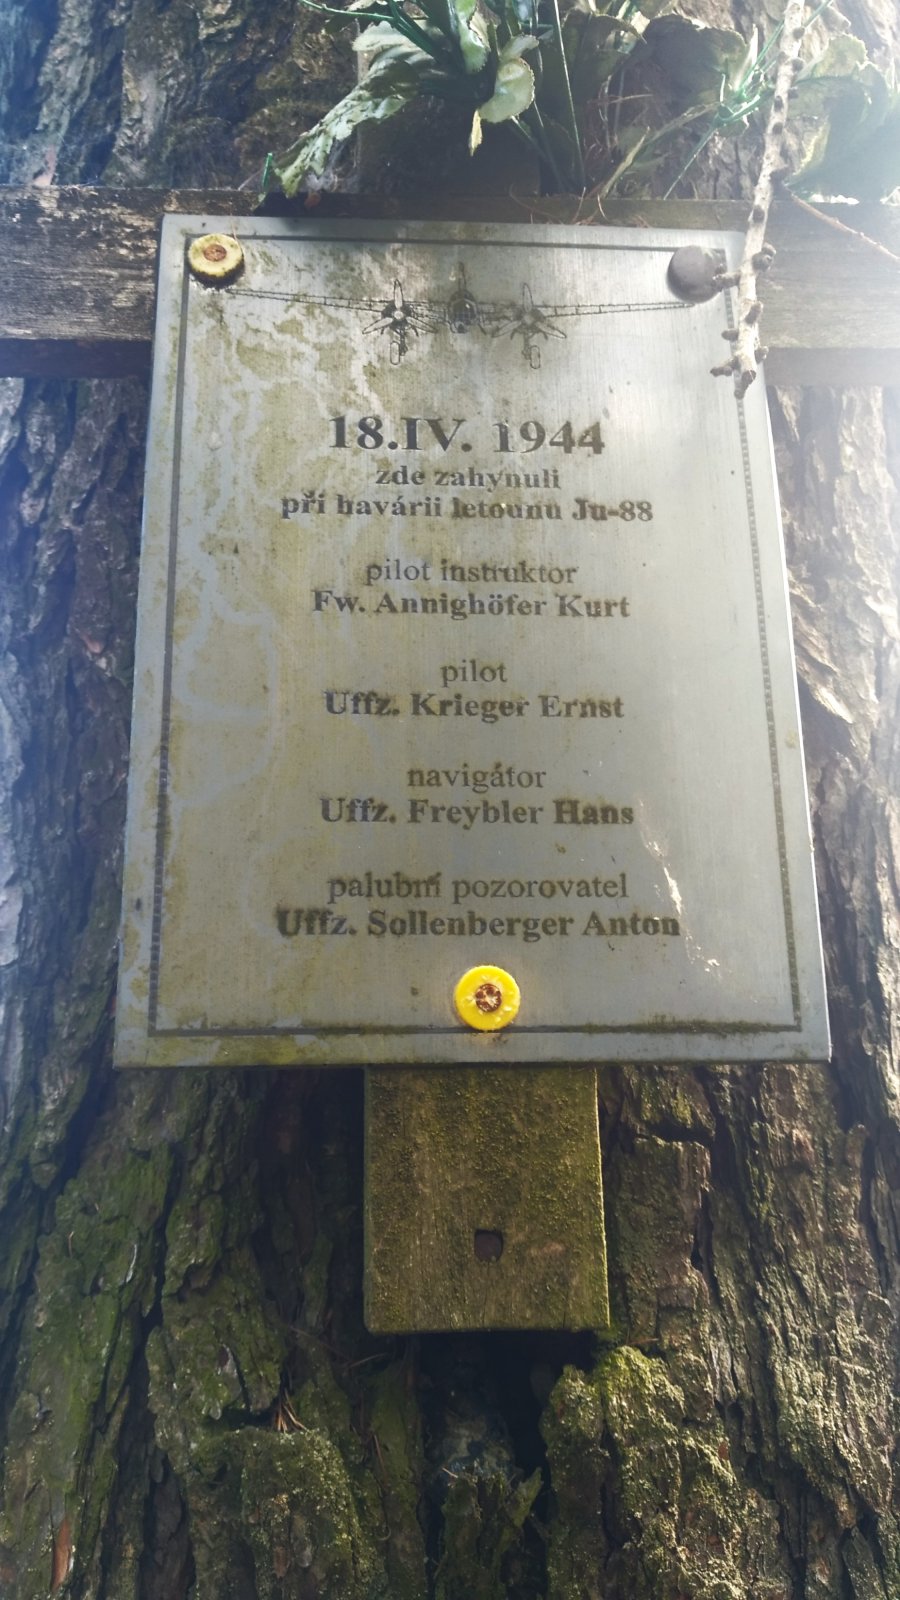 18.IV. 1944
zde zahynuli
při havárii letounu Ju-88
pilot instruktor
Fw. Annighöfer Kurt
pilot
Uffz. Krieger Ernst
navigátor
Uffz. Freybler Hans
palubní pozorovatel
Uffz. Sollenberger Anton